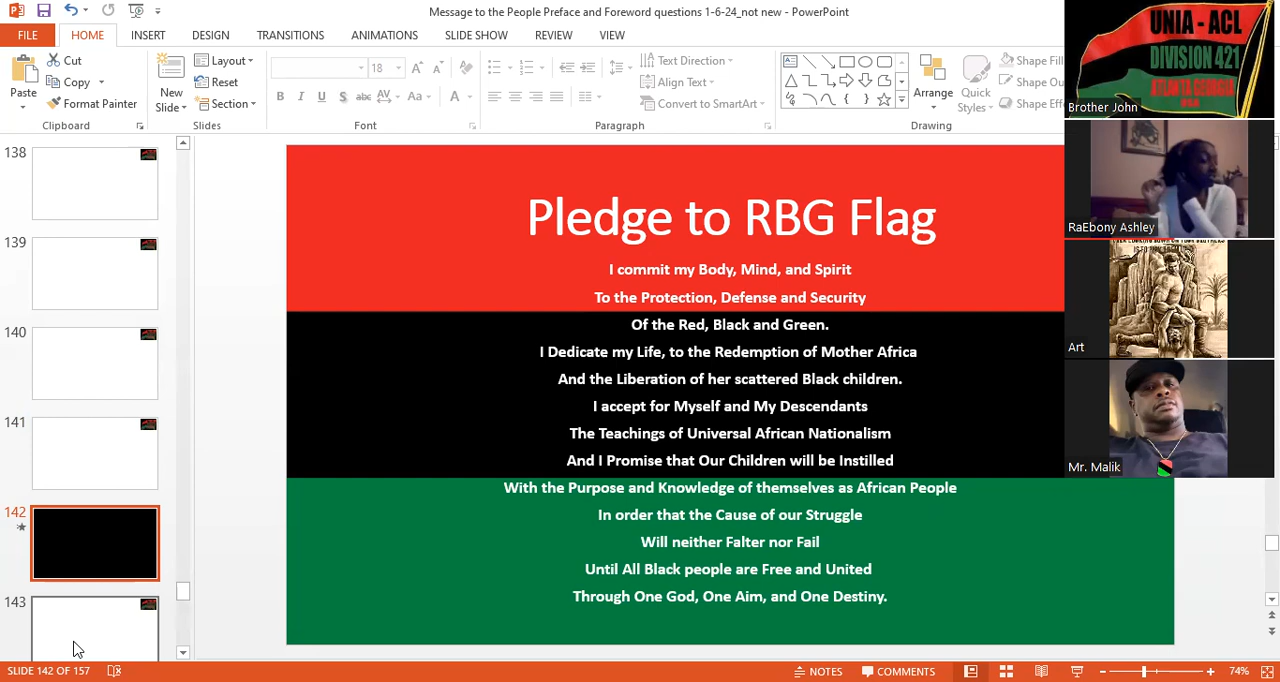 Message to the People Preface and Foreword questions 1-6-24_not new - PowerPoint
FILE
HOME
INSERT
DESIGN
TRANSITIONS
ANIMATIONS
SLIDE SHOW
REVIEW
VIEW
Paste
Cut
Copy
Format Painter
Clipboard
New
Slide
Layout
Reset
Section
Slides
18
B I U S abc AV Aa A
Font
Text Direction
Align Text
Convert to SmartArt
Paragraph
Arrange
Quick
Styles
Shape Fill
Shape Ou
Shape Effe
Drawing
138
139
140
141
142
143
Pledge to RBG Flag
I commit my Body, Mind, and Spirit
To the Protection, Defense and Security
Of the Red, Black and Green.
I Dedicate my Life, to the Redemption of Mother Africa
And the Liberation of her scattered Black children.
I accept for Myself and My Descendants
The Teachings of Universal African Nationalism
And I Promise that Our Children will be Instilled
With the Purpose and Knowledge of themselves as African People
In order that the Cause of our Struggle
Will neither Falter nor Fail
Until All Black people are Free and United
Through One God, One Aim, and One Destiny.
UNIA - ACL
DIVISION 421
ATLANTA GEORGIA
Brother John
RaEbony Ashley
Art
Mr. Malik
SLIDE 142 OF 157
NOTES
COMMENTS
74%